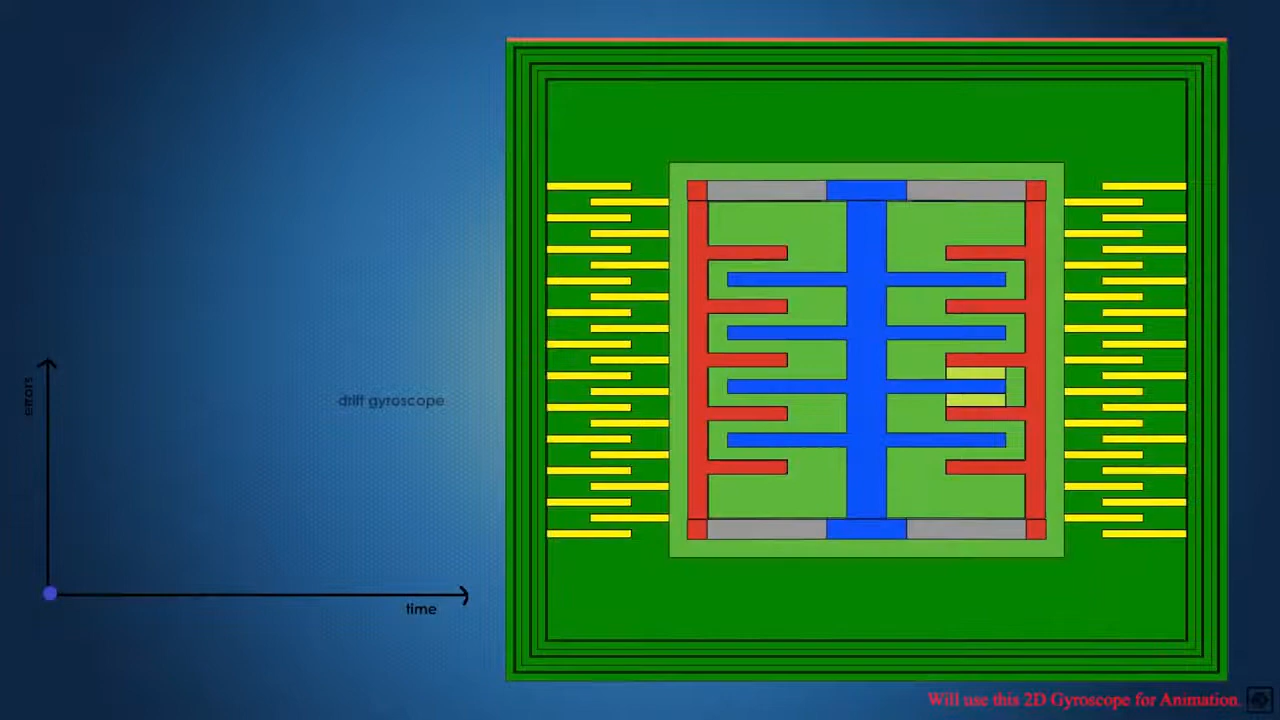 errors
drift gyroscope
time
Will use this 2D Gyroscope for Animation.